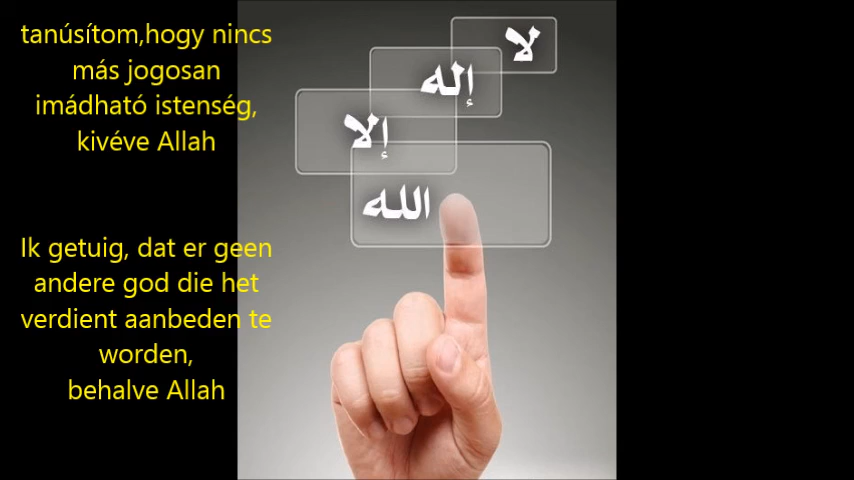 tanúsítom,hogy nincs
más jogosan
imádható istenség,
kivéve Allah
Ik getuig, dat er geen
andere god die het
verdient aanbeden te
worden,
behalve Allah
لا
إله
إلا
الله